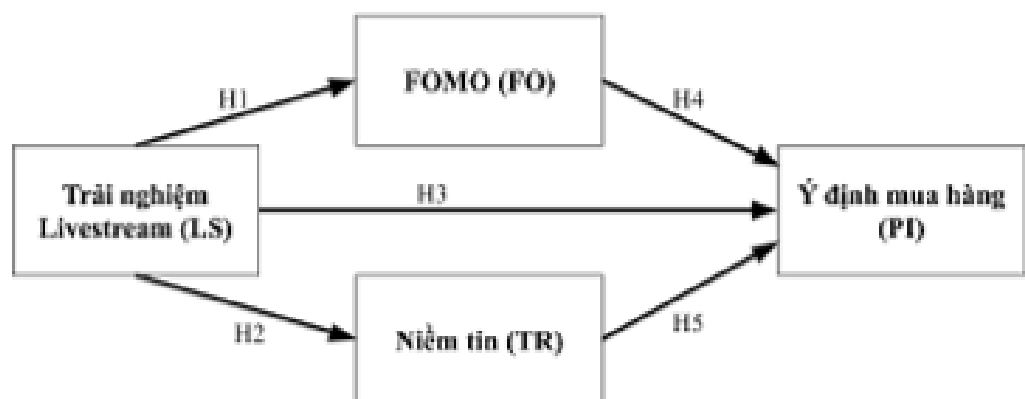 FOMO (FO)
H1
H4
Trải nghiệm
Livestream (LS)
H3
Ý định mua hàng
(PI)
H2
Niềm tin (TR)
H5